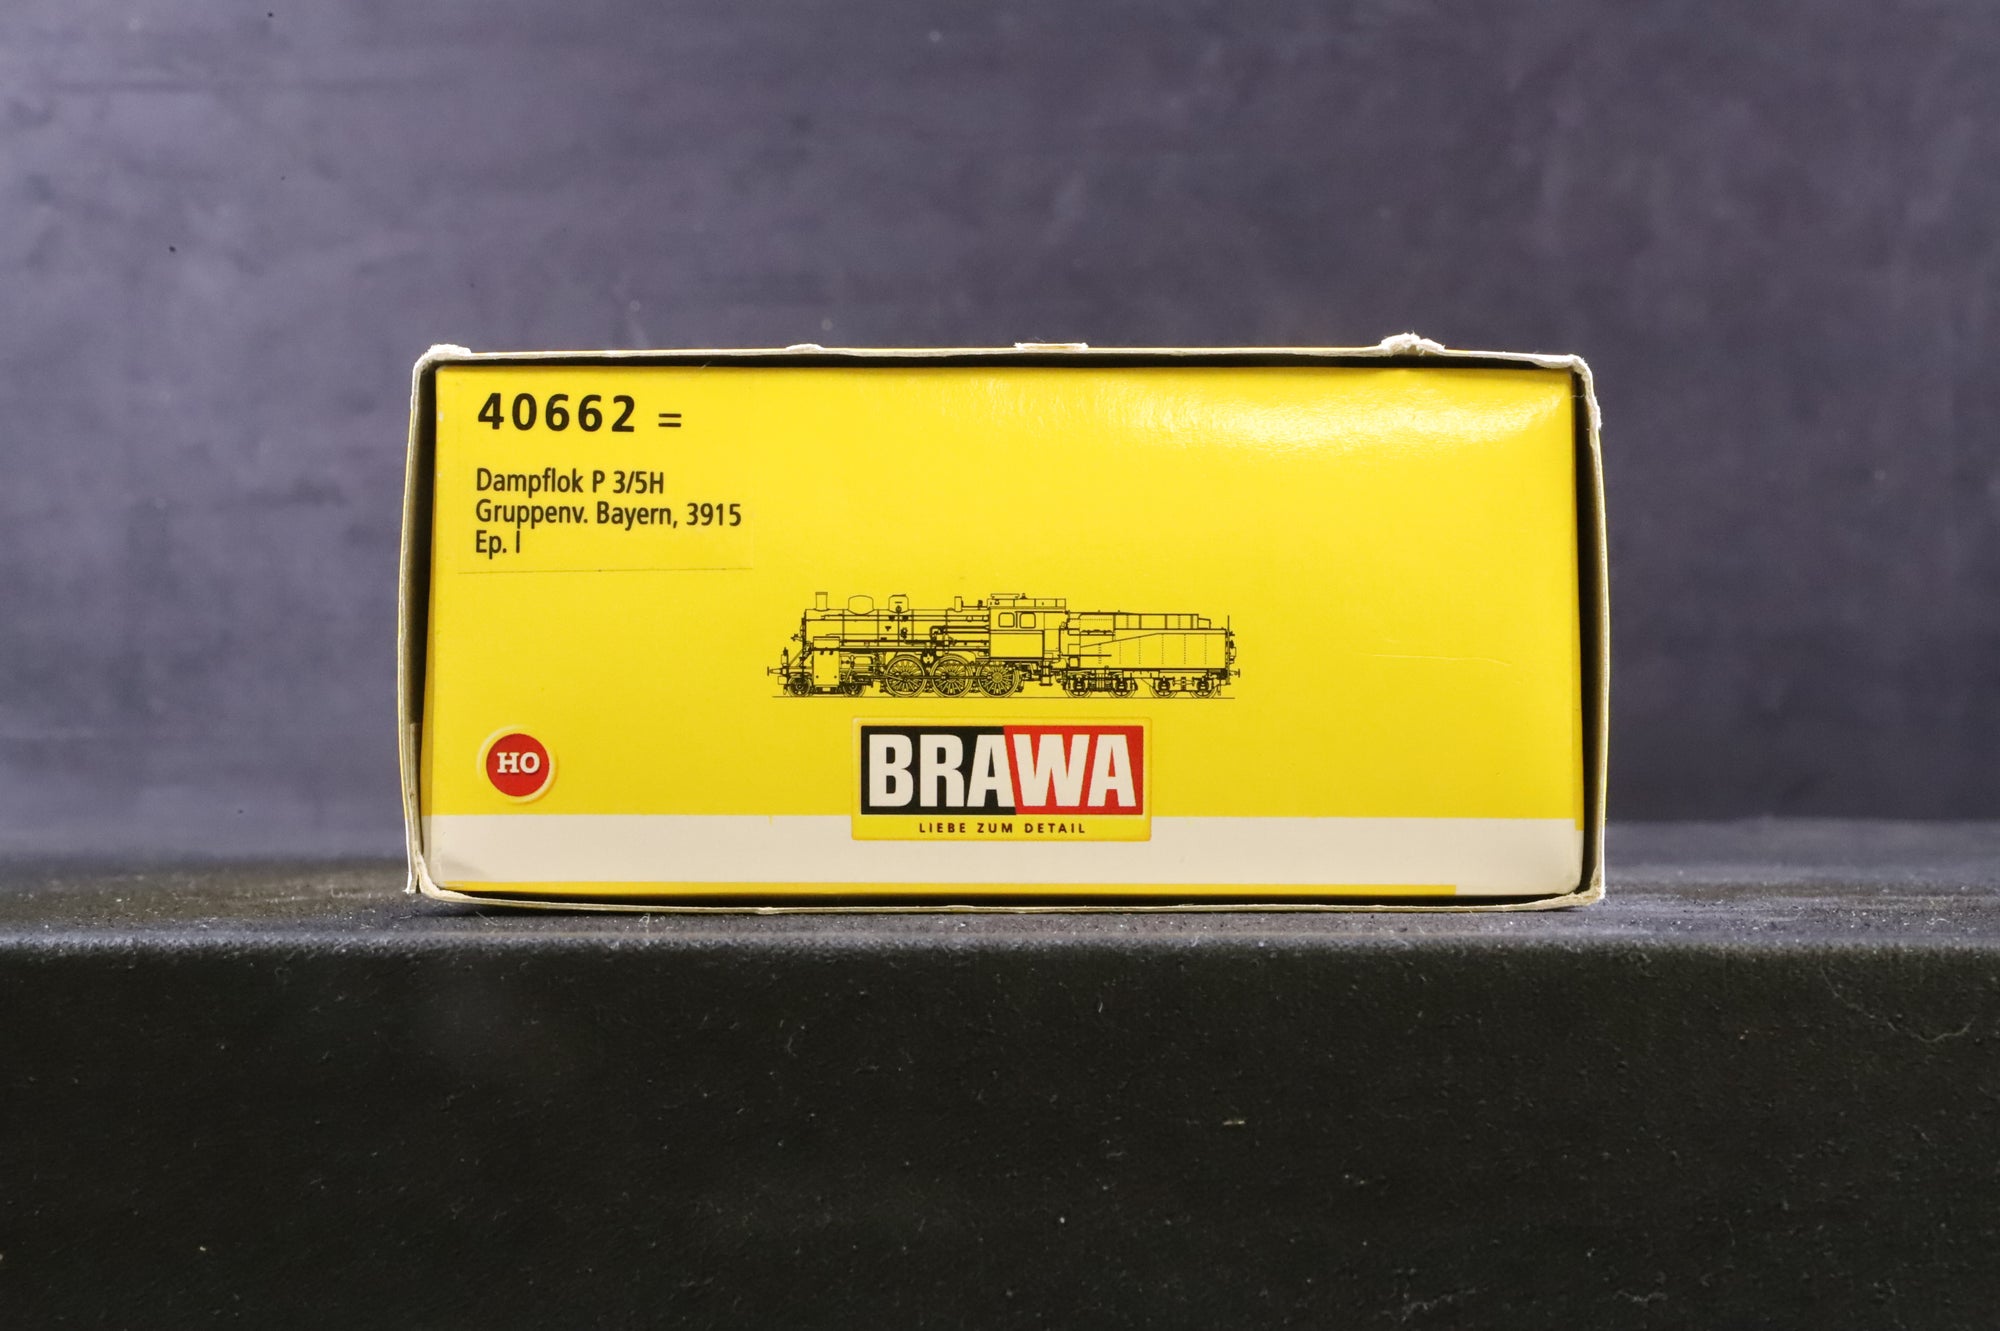 40662 =
Dampflok P 3/5H
Gruppenv. Bayern, 3915
Ep. I
HO
BRAWA
LIEBE ZUM DETAIL